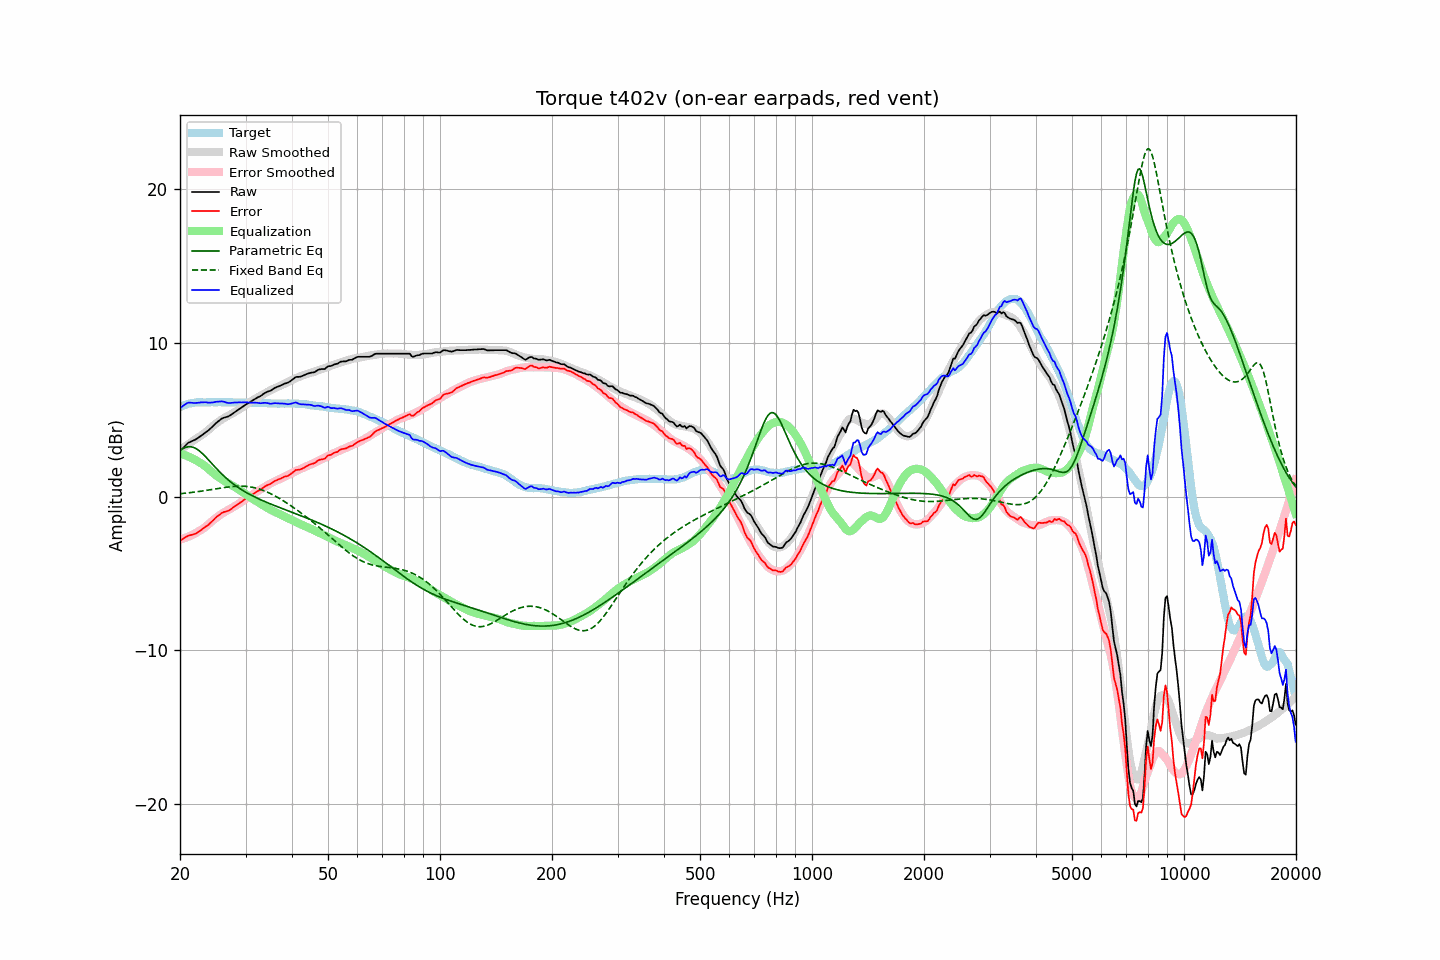 Torque t402v (on-ear earpads, red vent)
Target
Raw Smoothed
Error Smoothed
Raw
Error
Equalization
Parametric Eq
Fixed Band Eq
Equalized
Amplitude (dBr)
20
10
0
−10
−20
20 50 100 200 500 1000 2000 5000 10000 20000
Frequency (Hz)